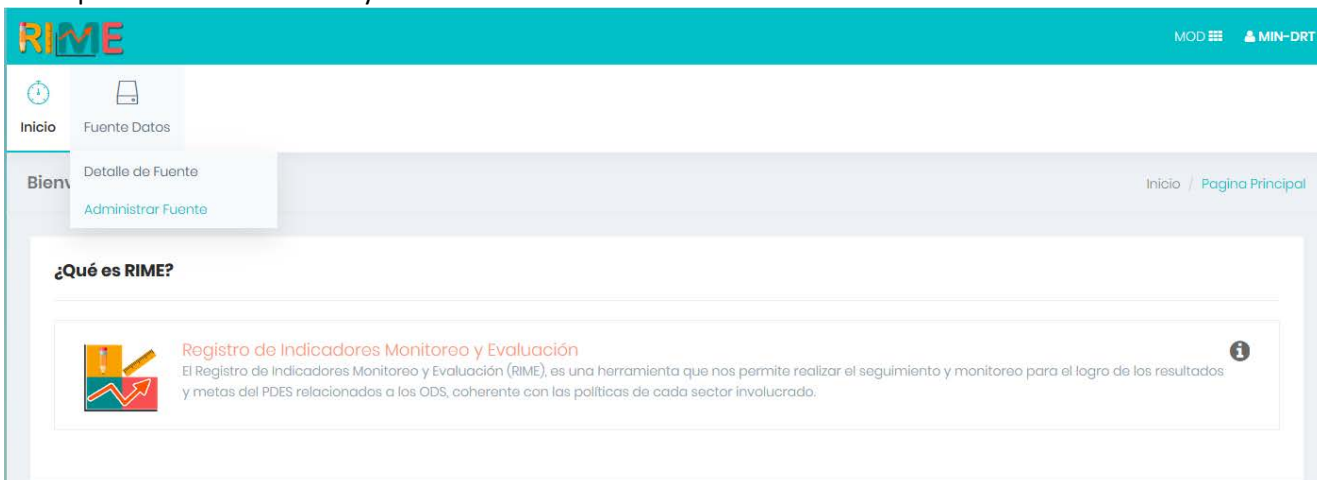 RIME
MOD MIN-DRT
Inicio Fuente Datos
Detalle de Fuente
Administrar Fuente
Bienv
Inicio / Pagina Principal
¿Qué es RIME?
Registro de Indicadores Monitoreo y Evaluación
El Registro de Indicadores Monitoreo y Evaluación (RIME), es una herramienta que nos permite realizar el seguimiento y monitoreo para el logro de los resultados
y metas del PDES relacionados a los ODS, coherente con las políticas de cada sector involucrado.